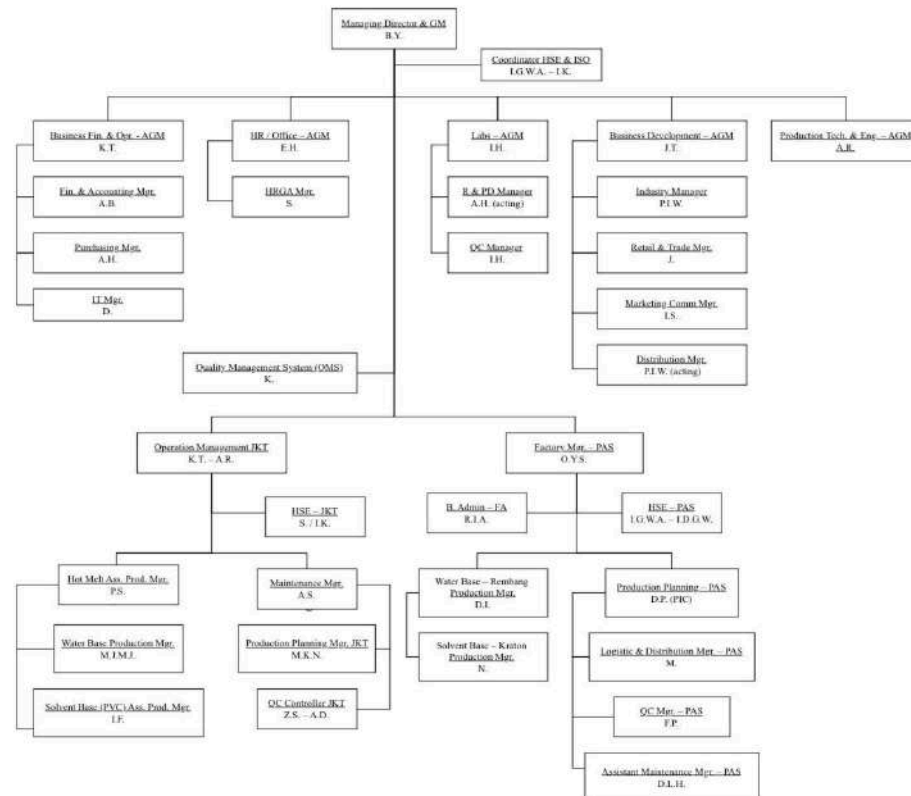 Managing Director & GM
B.Y.
Coordinator HSE & ISO
I.G.W.A. – I.K.
Business Fin. & Opr. - AGM
K.T.
HR / Office – AGM
E.H.
Labs – AGM
I.H.
Business Development – AGM
J.T.
Production Tech. & Eng. – AGM
A.R.
Fin. & Accounting Mgr.
A.B.
HRGA Mgr.
S.
R & PD Manager
A.H. (acting)
Industry Manager
P.I.W.
Purchasing Mgr.
A.H.
QC Manager
I.H.
Retail & Trade Mgr.
J.
IT Mgr.
D.
Marketing Comm Mgr.
I.S.
Quality Management System (QMS)
K.
Distribution Mgr.
P.I.W. (acting)
Operation Management JKT
K.T. – A.R.
Factory Mgr. – PAS
O.Y.S.
HSE – JKT
S. / I.K.
B. Admin – FA
R.I.A.
HSE – PAS
I.G.W.A. – I.D.G.W.
Hot Melt Ass. Prod. Mgr.
P.S.
Maintenance Mgr.
A.S.
Water Base – Rembang
Production Mgr.
D.I.
Production Planning – PAS
D.P. (PIC)
Water Base Production Mgr.
M.J.M.J.
Production Planning Mgr. JKT
M.K.N.
Solvent Base – Kraton
Production Mgr.
N.
Logistic & Distribution Mgr. – PAS
M.
Solvent Base (PVC) Ass. Prod. Mgr.
I.F.
QC Controller JKT
Z.S. – A.D.
QC Mgr. – PAS
F.P.
Assistant Maintenance Mgr. – PAS
D.L.H.